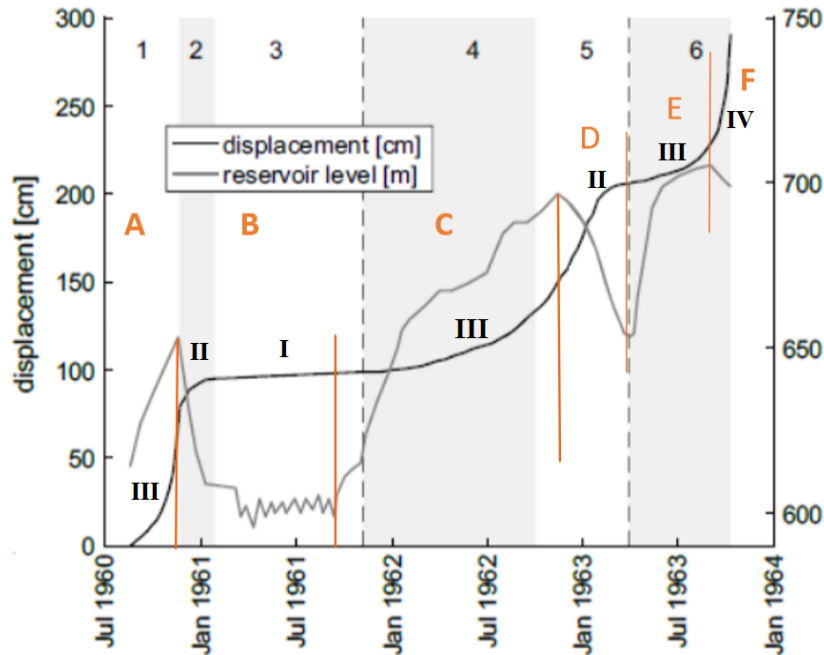 300
250
200
150
100
50
0
displacement [cm]
1 2 3 4 5 6
displacement [cm]
reservoir level [m]
A B C D E F
III II I III II III IV
750
700
650
600
Jul 1960
Jan 1961
Jul 1961
Jan 1962
Jul 1962
Jan 1963
Jul 1963
Jan 1964